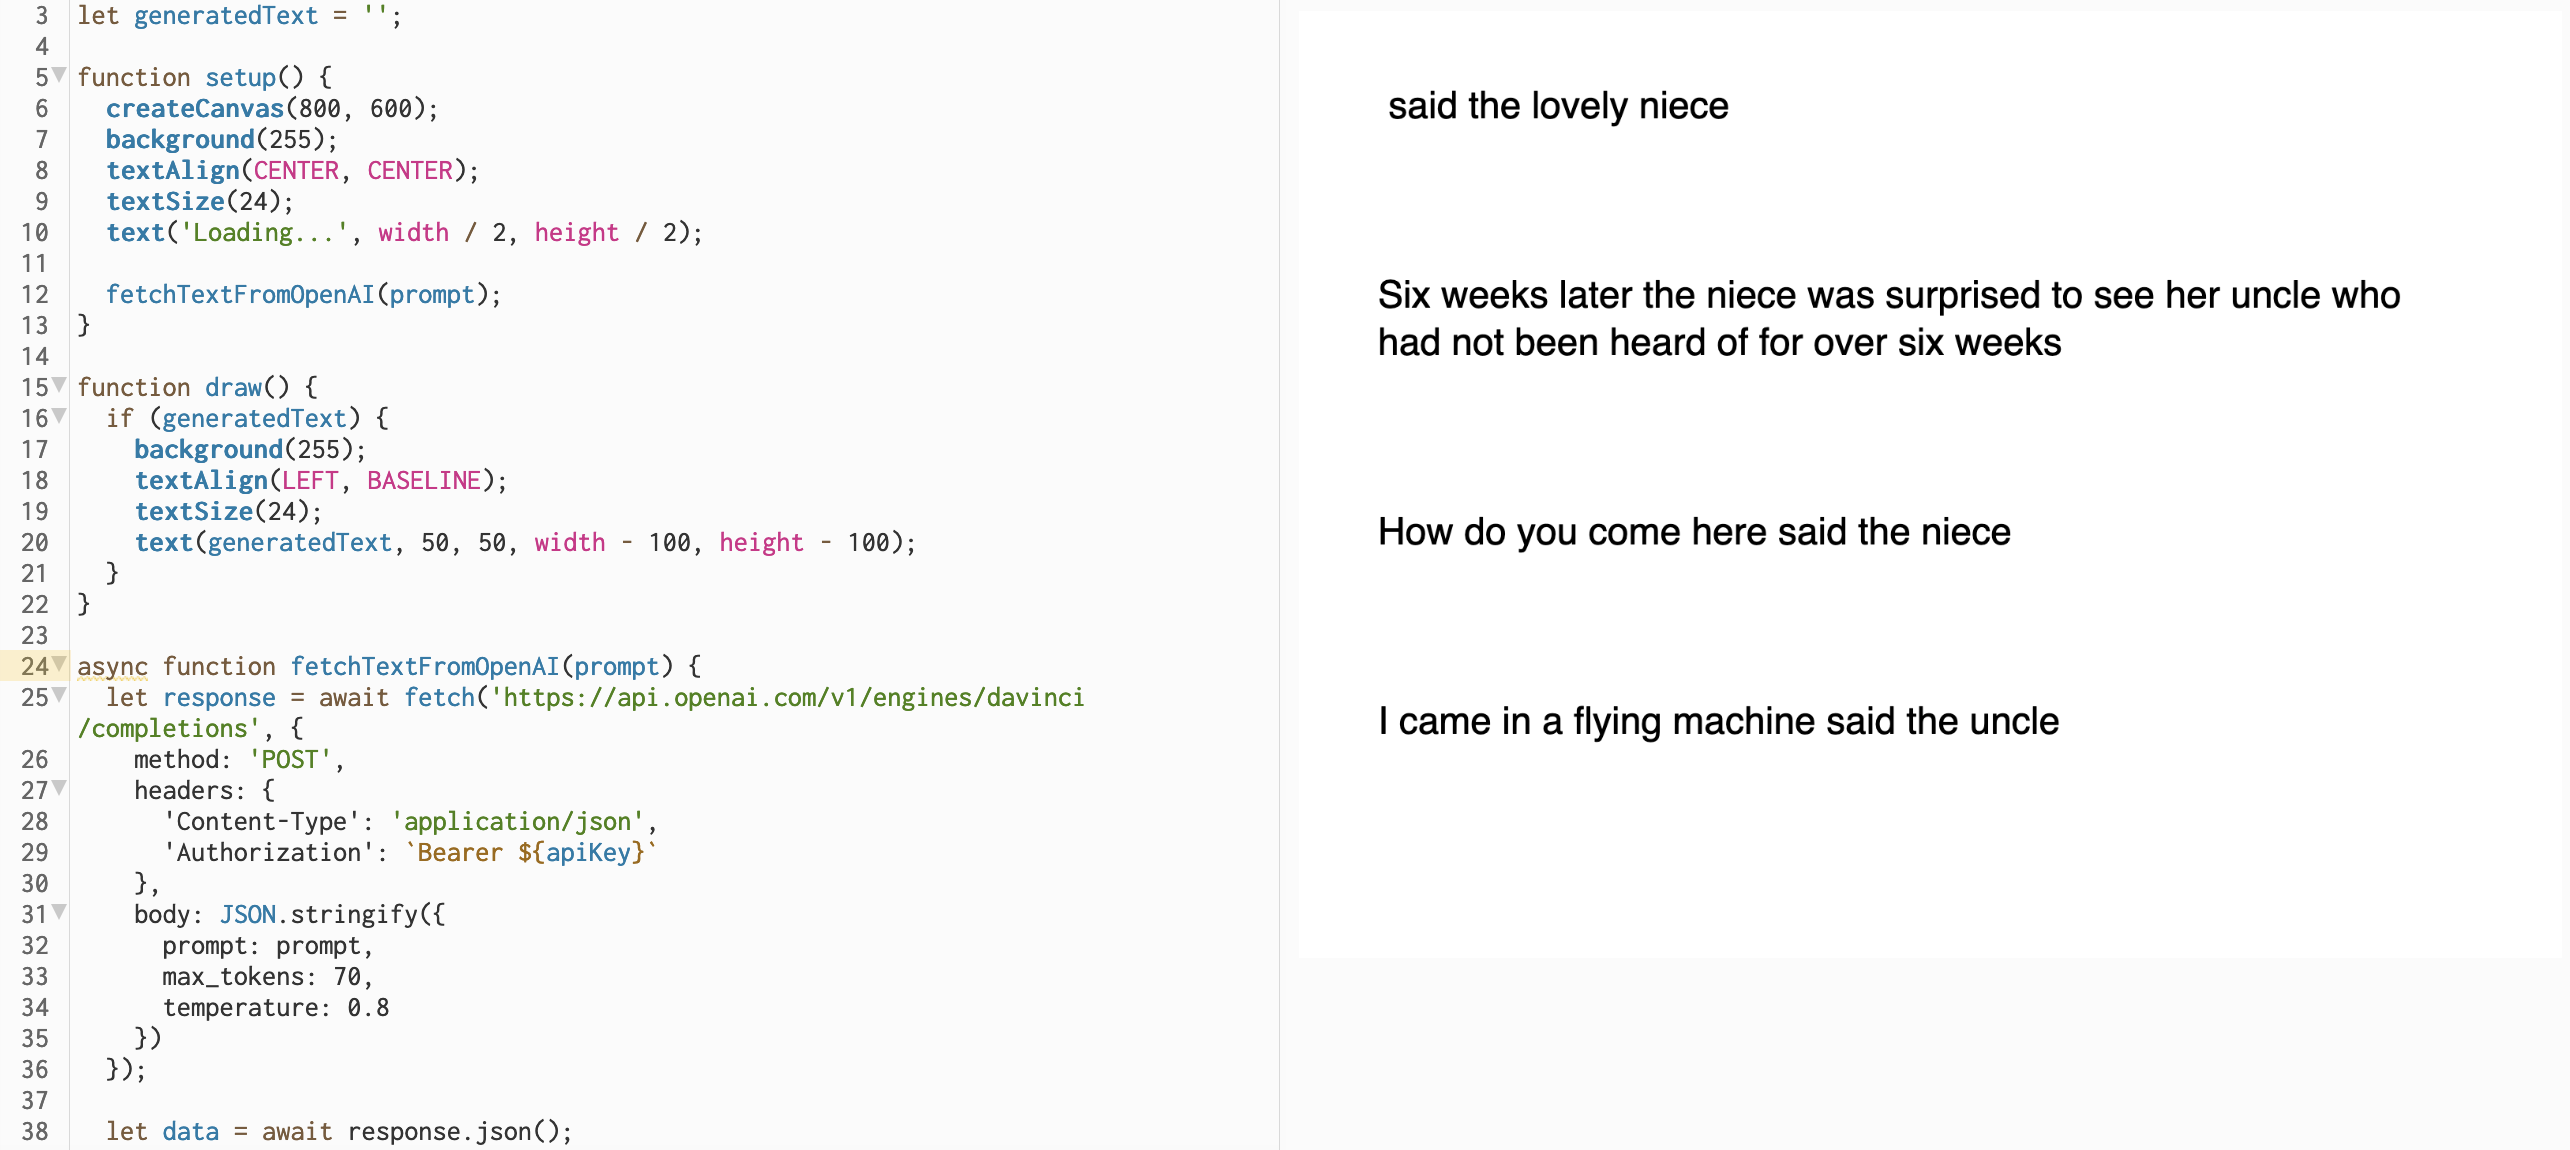 3 let generatedText = '';
4
5 function setup() {
6   createCanvas(800, 600);
7   background(255);
8   textAlign(CENTER, CENTER);
9   textSize(24);
10   text('Loading...', width / 2, height / 2);
11
12   fetchTextFromOpenAI(prompt);
13 }
14
15 function draw() {
16   if (generatedText) {
17     background(255);
18     textAlign(LEFT, BASELINE);
19     textSize(24);
20     text(generatedText, 50, 50, width - 100, height - 100);
21   }
22 }
23
24 async function fetchTextFromOpenAI(prompt) {
25   let response = await fetch('https://api.openai.com/v1/engines/davinci
/completions', {
26     method: 'POST',
27     headers: {
28       'Content-Type': 'application/json',
29       'Authorization': `Bearer ${apiKey}`
30     },
31     body: JSON.stringify({
32       prompt: prompt,
33       max_tokens: 70,
34       temperature: 0.8
35     })
36   });
37
38   let data = await response.json();
said the lovely niece
Six weeks later the niece was surprised to see her uncle who
had not been heard of for over six weeks
How do you come here said the niece
I came in a flying machine said the uncle